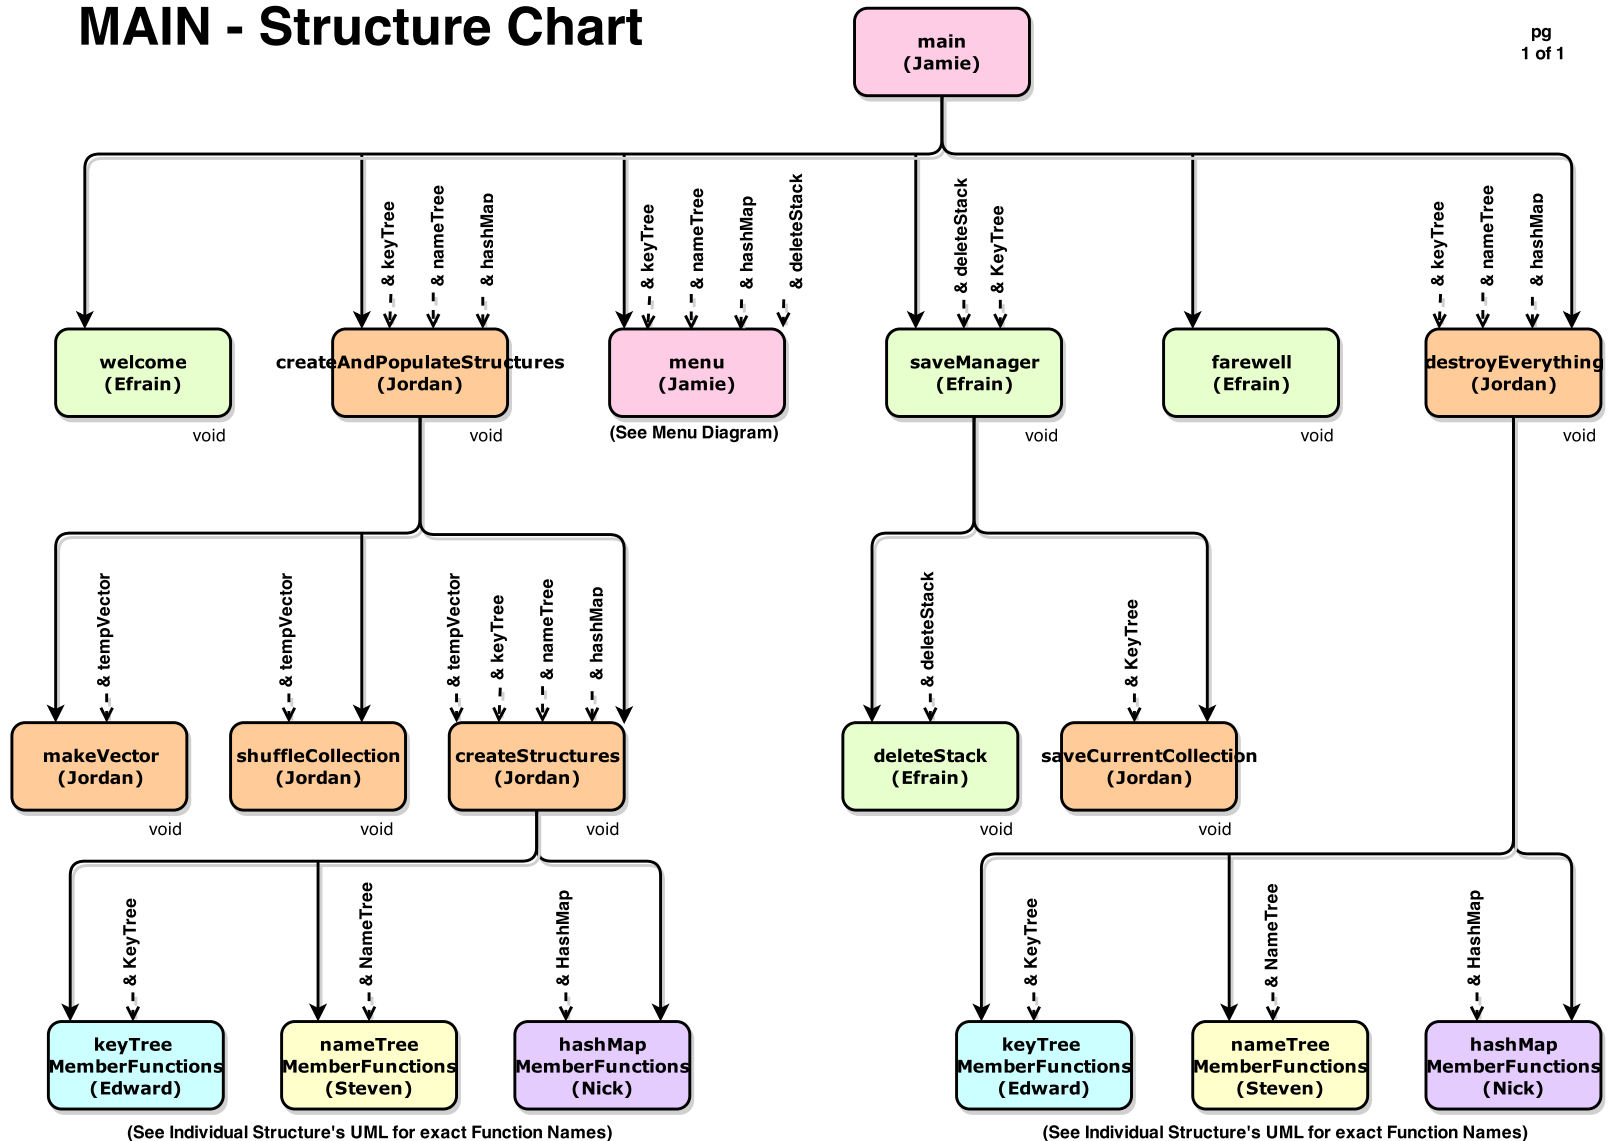 MAIN - Structure Chart
pg
1 of 1
main
(Jamie)
& keyTree
& nameTree
& hashMap
& keyTree
& nameTree
& hashMap
& deleteStack
& deleteStack
& KeyTree
& keyTree
& nameTree
& hashMap
welcome
(Efrain)
void
createAndPopulateStructures
(Jordan)
void
menu
(Jamie)
(See Menu Diagram)
saveManager
(Efrain)
void
farewell
(Efrain)
void
destroyEverything
(Jordan)
void
& tempVector
& tempVector
& tempVector
& keyTree
& nameTree
& hashMap
& deleteStack
& KeyTree
makeVector
(Jordan)
void
shuffleCollection
(Jordan)
void
createStructures
(Jordan)
void
deleteStack
(Efrain)
void
saveCurrentCollection
(Jordan)
void
& KeyTree
& NameTree
& HashMap
& KeyTree
& NameTree
& HashMap
keyTree
MemberFunctions
(Edward)
nameTree
MemberFunctions
(Steven)
hashMap
MemberFunctions
(Nick)
keyTree
MemberFunctions
(Edward)
nameTree
MemberFunctions
(Steven)
hashMap
MemberFunctions
(Nick)
(See Individual Structure's UML for exact Function Names)
(See Individual Structure's UML for exact Function Names)